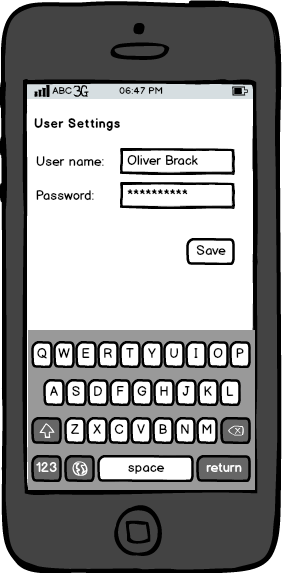 ABC 3G 06:47 PM
User Settings
User name: Oliver Brack
Password: **********
Save
Q W E R T Y U I O P
A S D F G H J K L
Z X C V B N M
123 space return